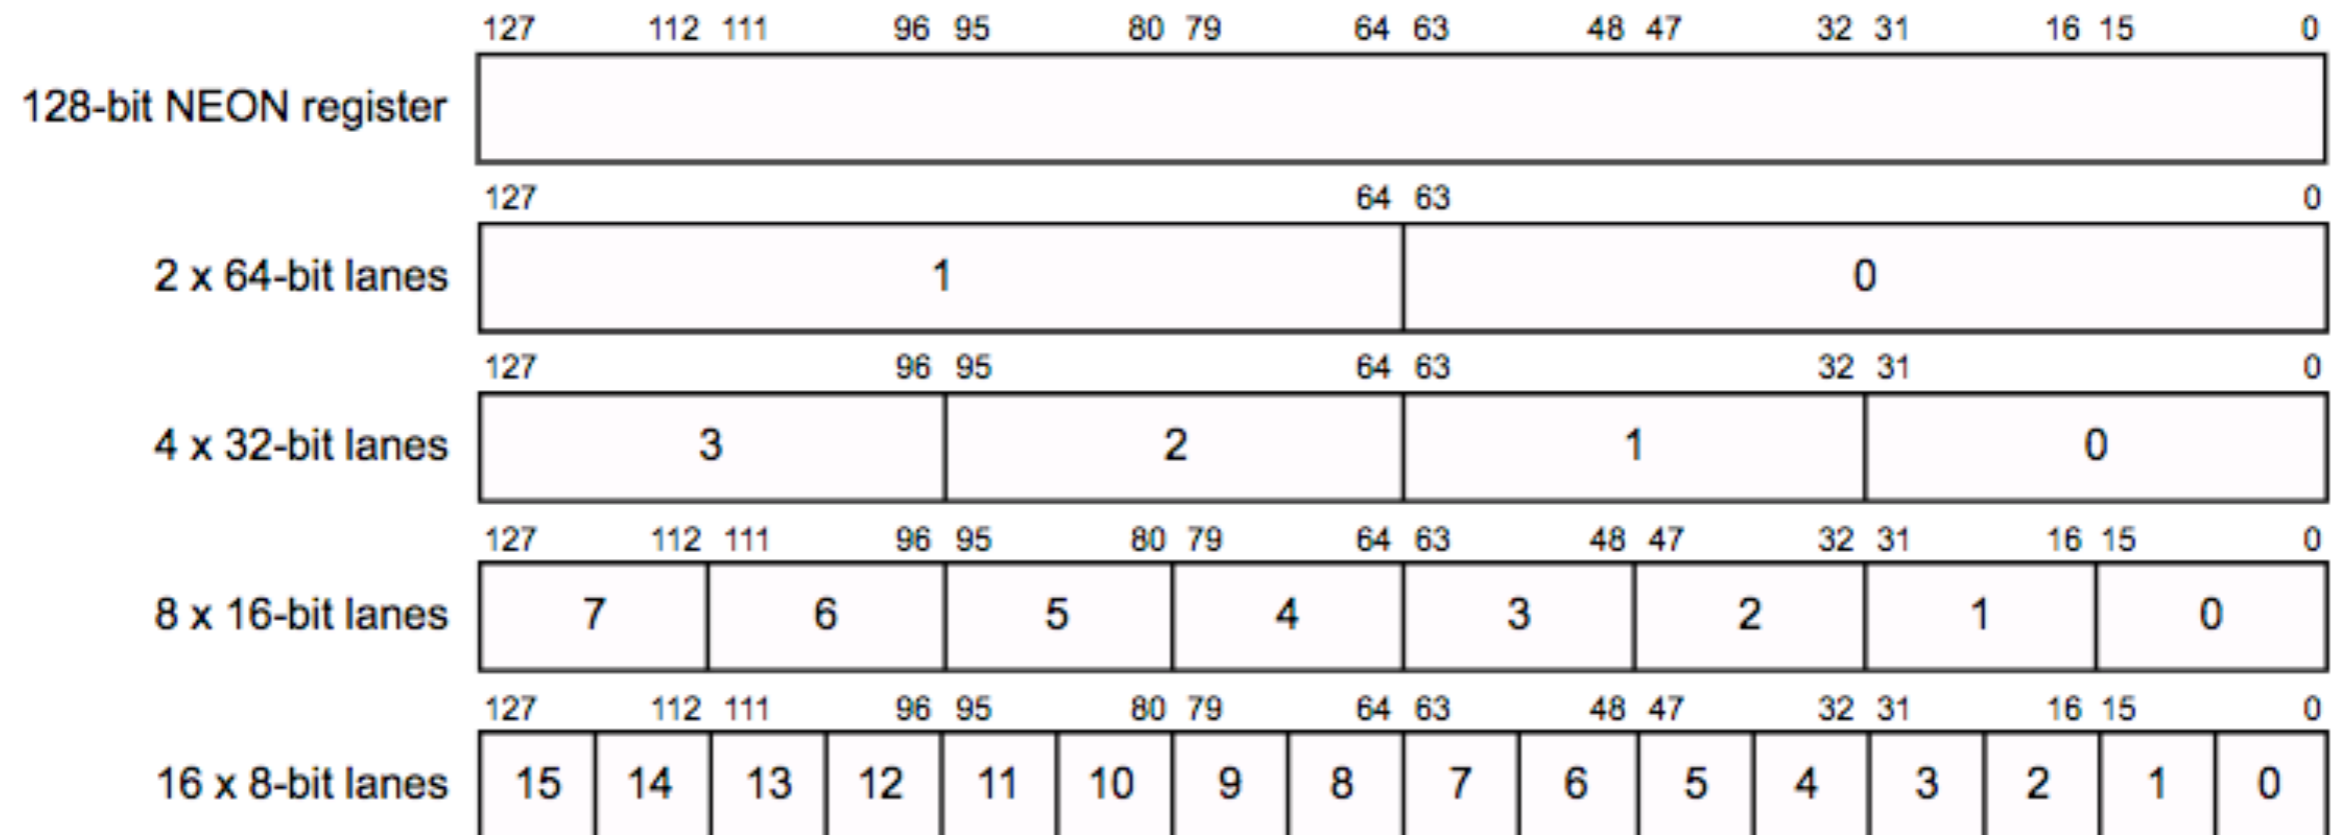 127 112 111 96 95 80 79 64 63 48 47 32 31 16 15 0
128-bit NEON register
127 64 63 0
2 x 64-bit lanes 1 0
127 96 95 64 63 32 31 0
4 x 32-bit lanes 3 2 1 0
127 112 111 96 95 80 79 64 63 48 47 32 31 16 15 0
8 x 16-bit lanes 7 6 5 4 3 2 1 0
127 112 111 96 95 80 79 64 63 48 47 32 31 16 15 0
16 x 8-bit lanes 15 14 13 12 11 10 9 8 7 6 5 4 3 2 1 0